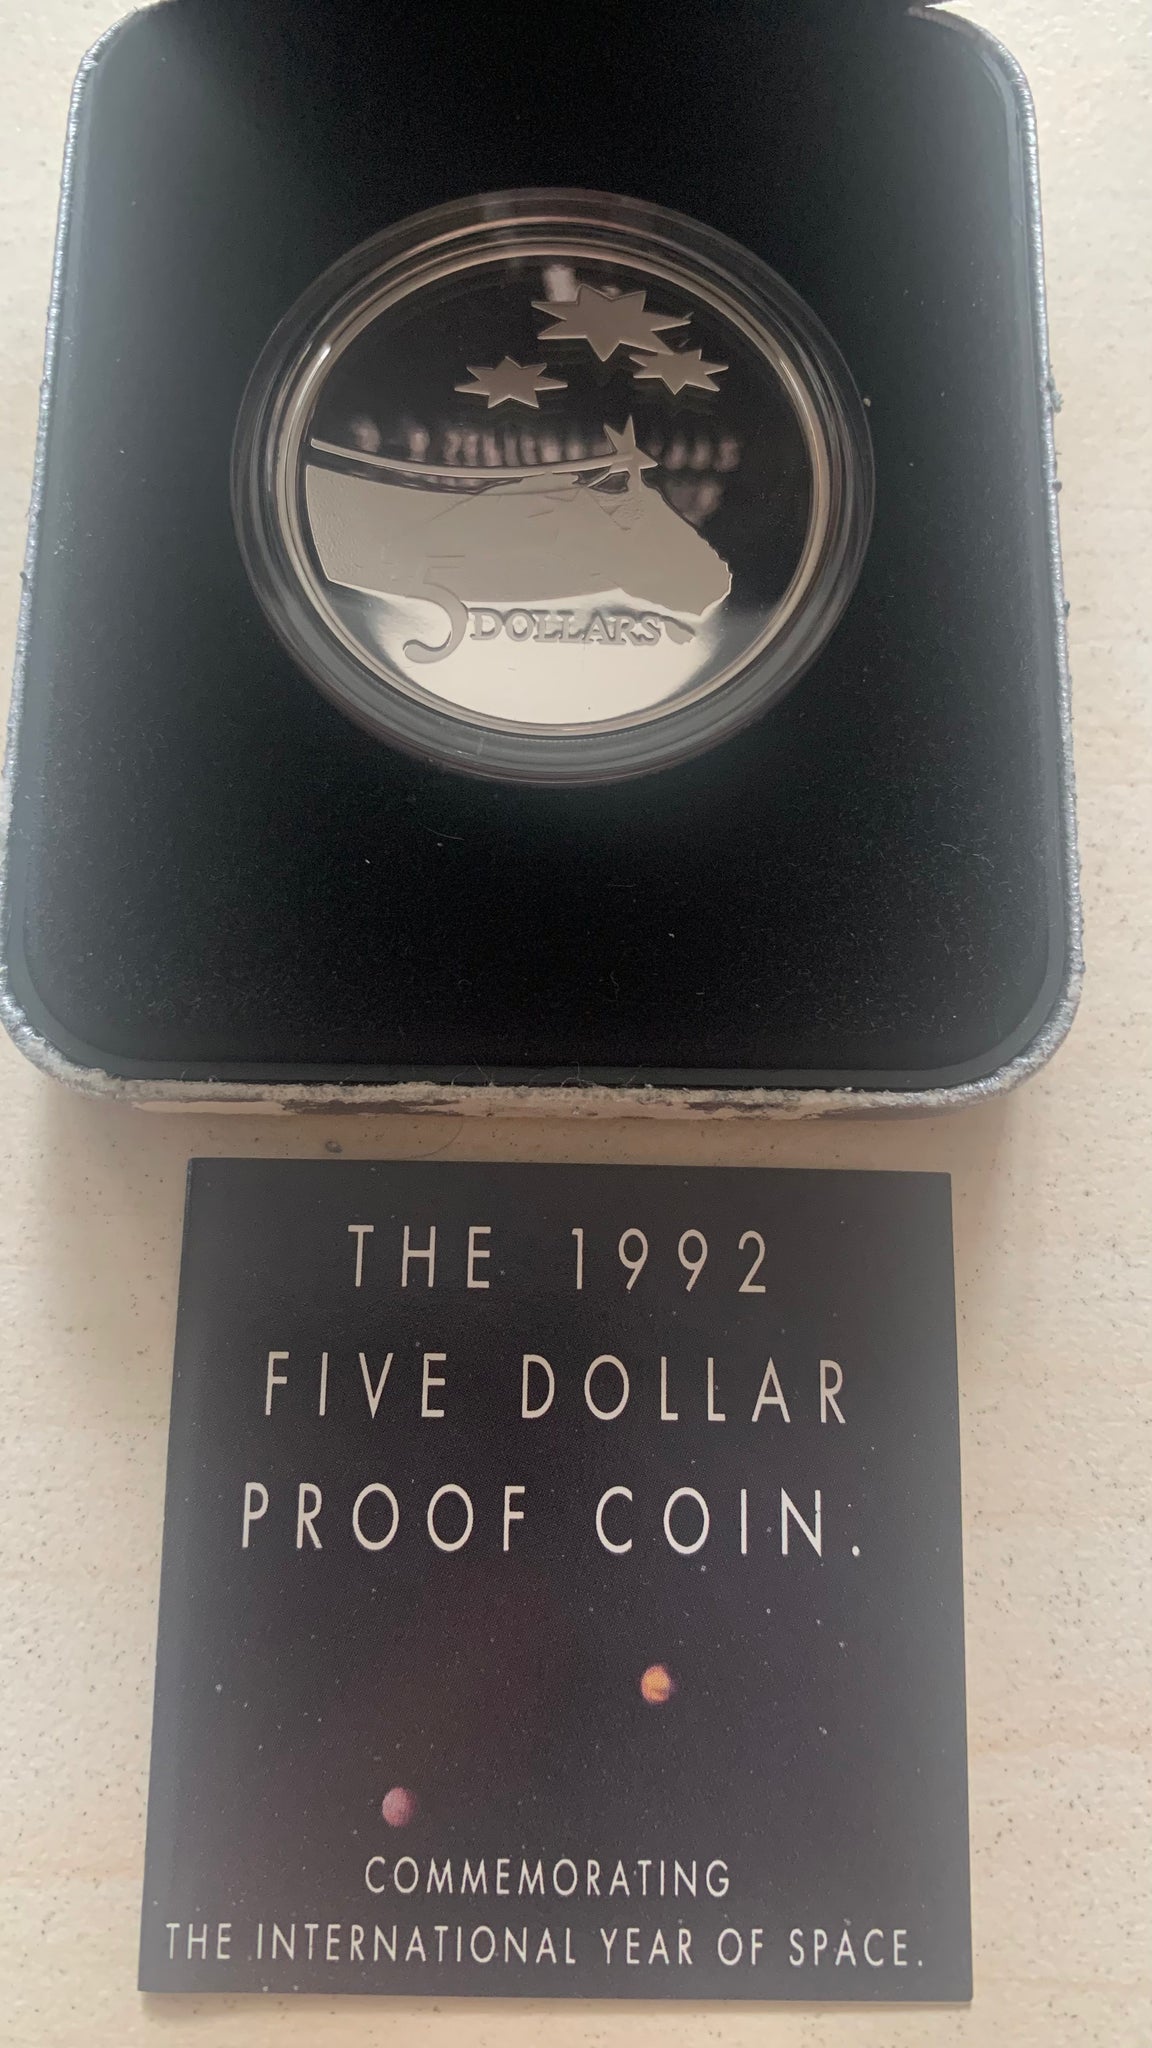 5 DOLLARS
THE 1992
FIVE DOLLAR
PROOF COIN.
COMMEMORATING
THE INTERNATIONAL YEAR OF SPACE.